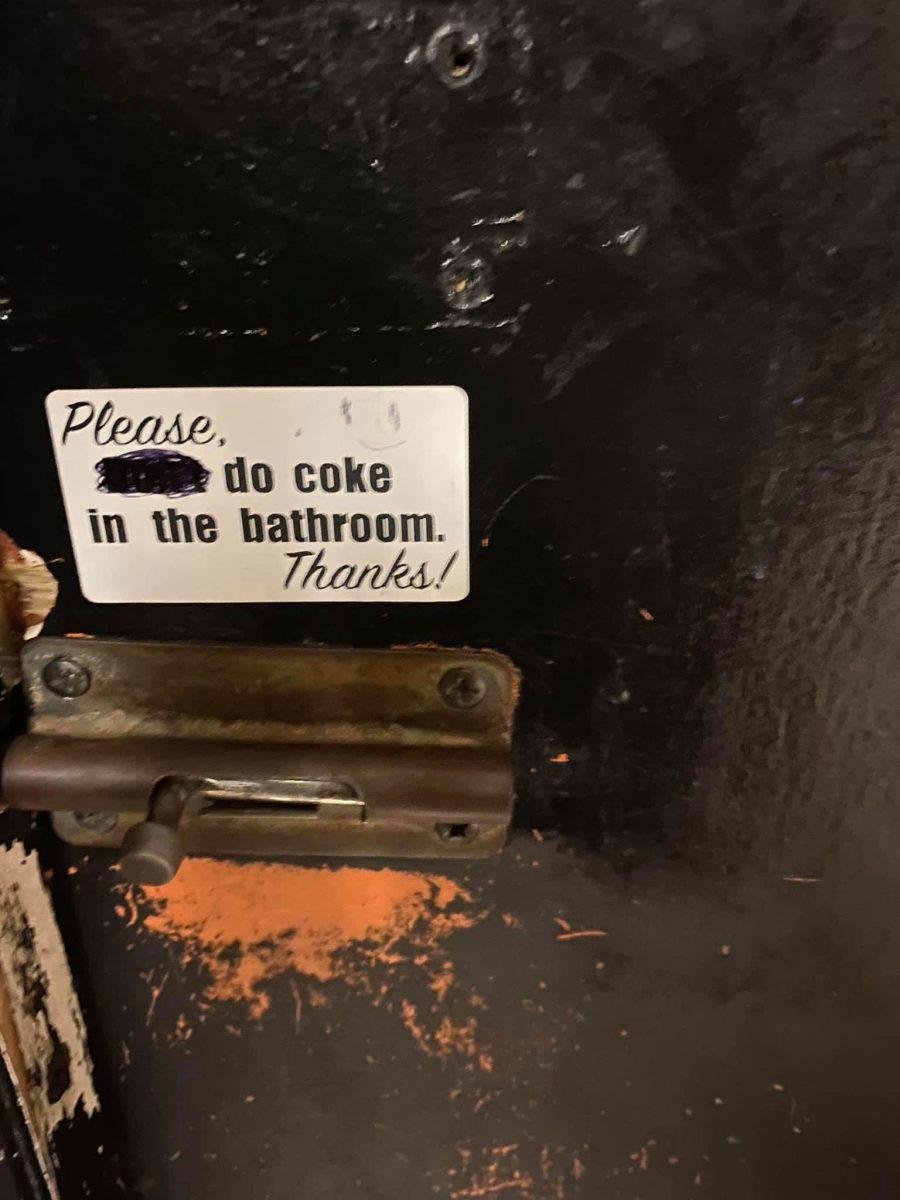 Please,
do coke
in the bathroom.
Thanks!